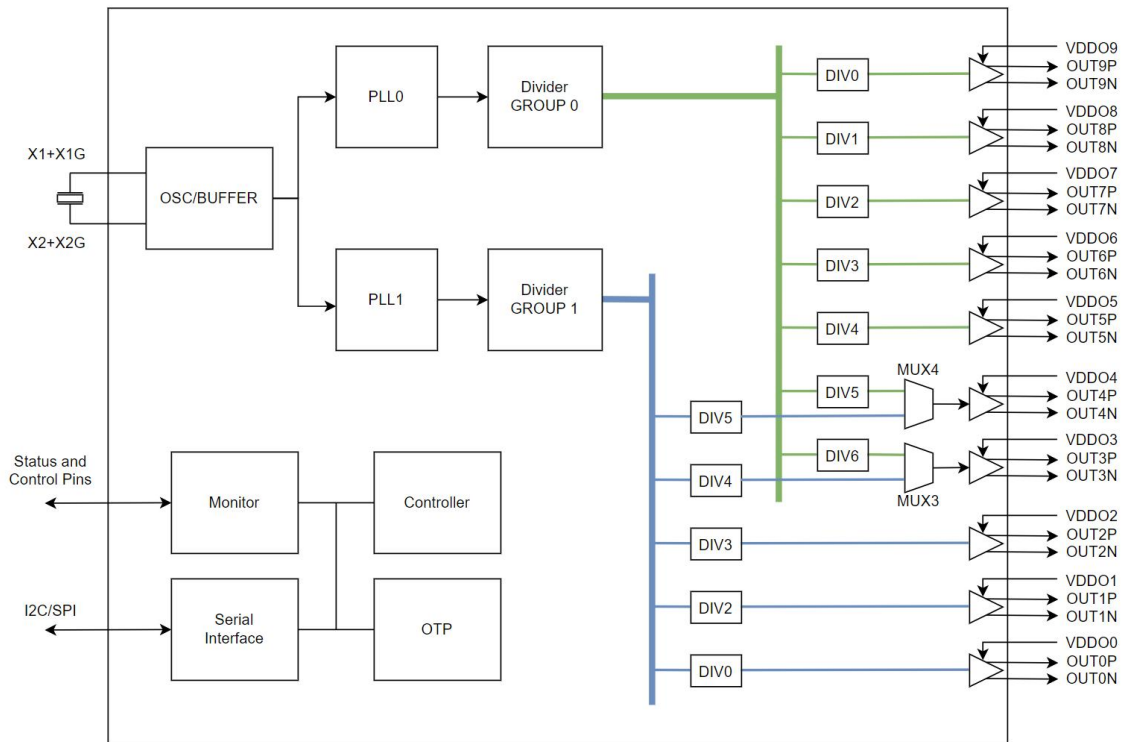 VDDO9
OUT9P
OUT9N
DIV0
PLL0
Divider
GROUP 0
VDDO8
OUT8P
OUT8N
DIV1
X1+X1G
OSC/BUFFER
X2+X2G
VDDO7
OUT7P
OUT7N
DIV2
VDDO6
OUT6P
OUT6N
DIV3
PLL1
Divider
GROUP 1
VDDO5
OUT5P
OUT5N
DIV4
MUX4
VDDO4
OUT4P
OUT4N
DIV5
DIV5
VDDO3
OUT3P
OUT3N
DIV6
DIV4
MUX3
Status and
Control Pins
Monitor
Controller
VDDO2
OUT2P
OUT2N
DIV3
VDDO1
OUT1P
OUT1N
DIV2
I2C/SPI
Serial
Interface
OTP
VDDO0
OUT0P
OUT0N
DIV0